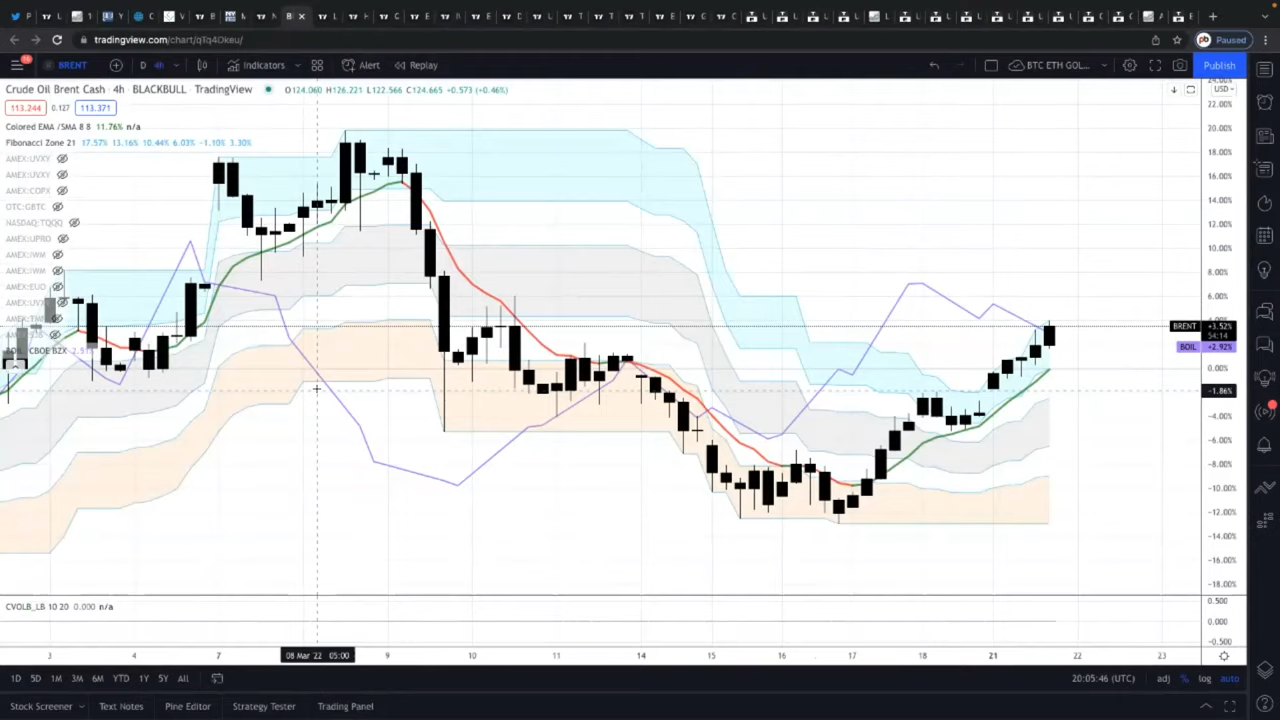 tradingview.com/chart/qTq4Dkeu/
Paused
BRENT D 4h Indicators Alert Replay BTC ETH GOL... Publish
Crude Oil Brent Cash · 4h · BLACKBULL · TradingView O124.060 H126.221 L122.566 C124.665 +0.573 (+0.46%)
USD
113.244 0.127 113.371
Colored EMA /SMA 8 8 11.76% n/a
Fibonacci Zone 21 17.57% 13.16% 10.44% 6.03% −1.10% 3.30%
AMEX:UVXY
AMEX:UVXY
AMEX:COPX
OTC:GBTC
NASDAQ:TQQQ
AMEX:UPRO
AMEX:IWM
AMEX:IWM
AMEX:EUO
CBOE BZX
24.00%
22.00%
20.00%
18.00%
16.00%
14.00%
12.00%
10.00%
8.00%
6.00%
BRENT +3.52%
54:14
BOIL +2.92%
0.00%
−1.86%
−4.00%
−6.00%
−8.00%
−10.00%
−12.00%
−14.00%
−16.00%
−18.00%
CVOLB_LB 10 20 0.000 n/a
0.500
0.000
−0.500
3 4 7 08 Mar '22 05:00 9 10 11 14 15 16 17 18 21 22 23
1D 5D 1M 3M 6M YTD 1Y 5Y All 20:05:46 (UTC) adj % log auto
Stock Screener Text Notes Pine Editor Strategy Tester Trading Panel